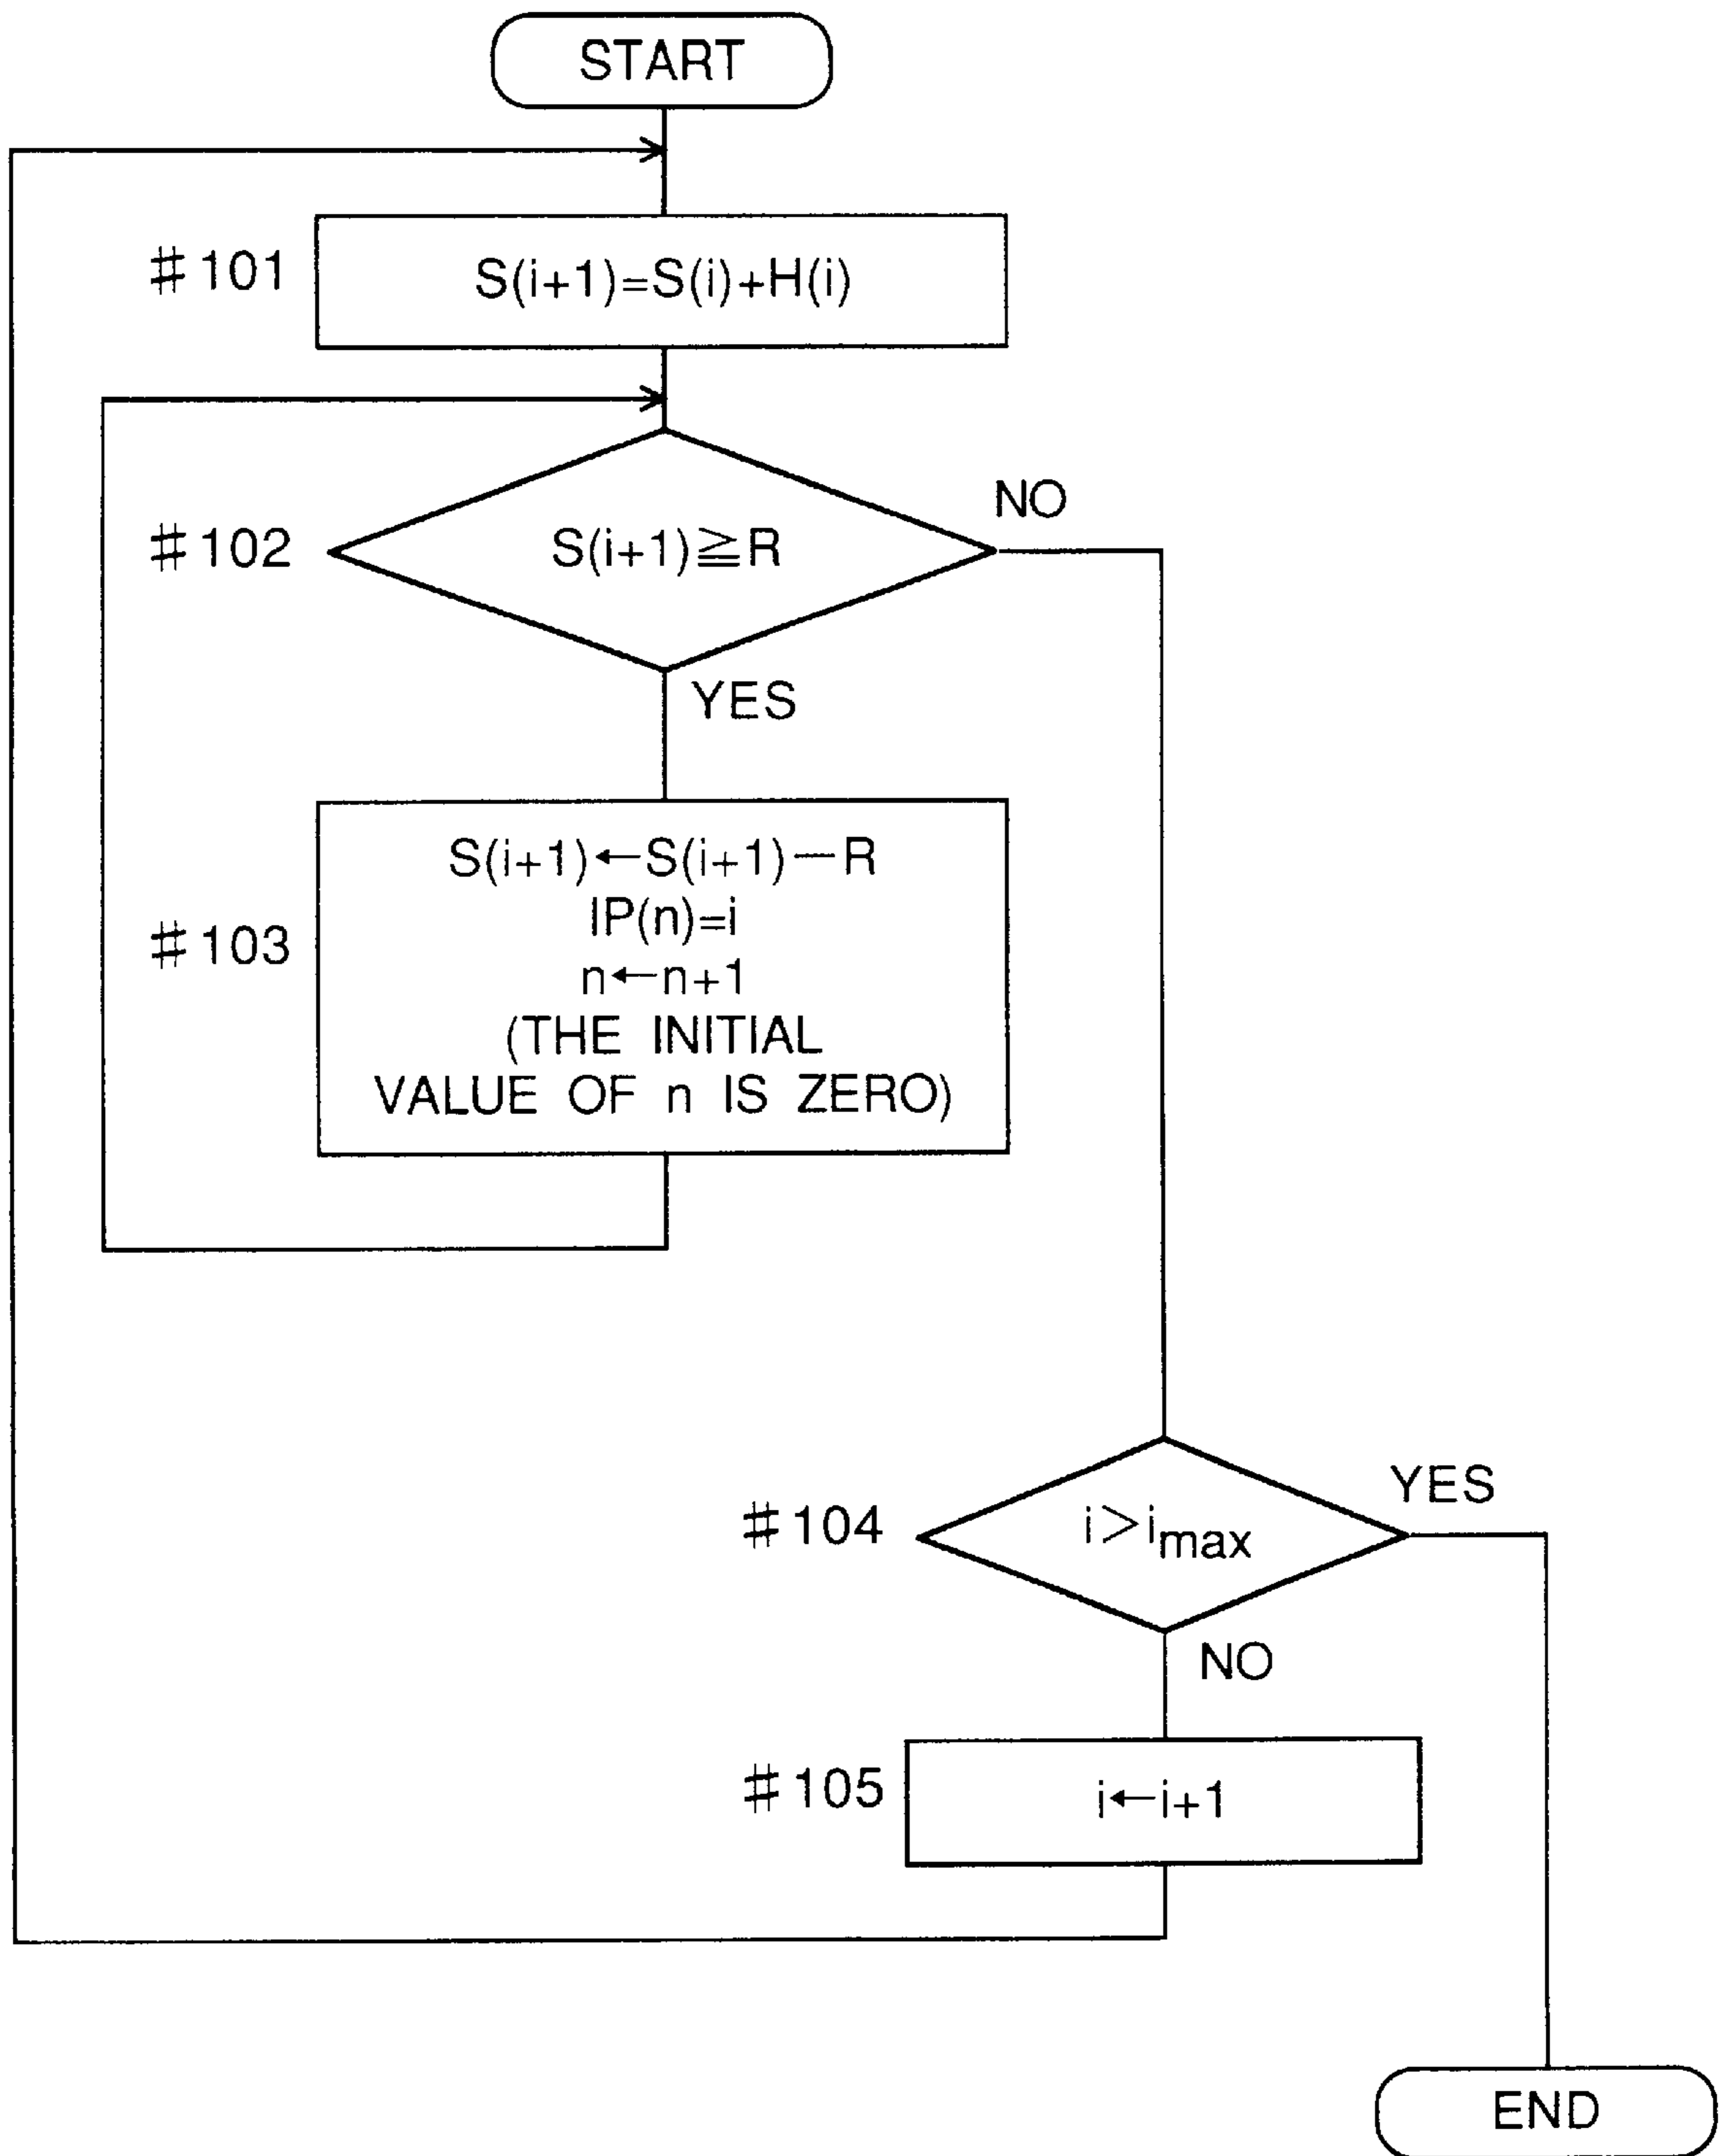 START
#101
S(i+1)=S(i)+H(i)
#102
S(i+1)≧R
NO
YES
#103
S(i+1)←S(i+1)−R
IP(n)=i
n←n+1
(THE INITIAL
VALUE OF n IS ZERO)
#104
i>imax
YES
NO
#105
i←i+1
END